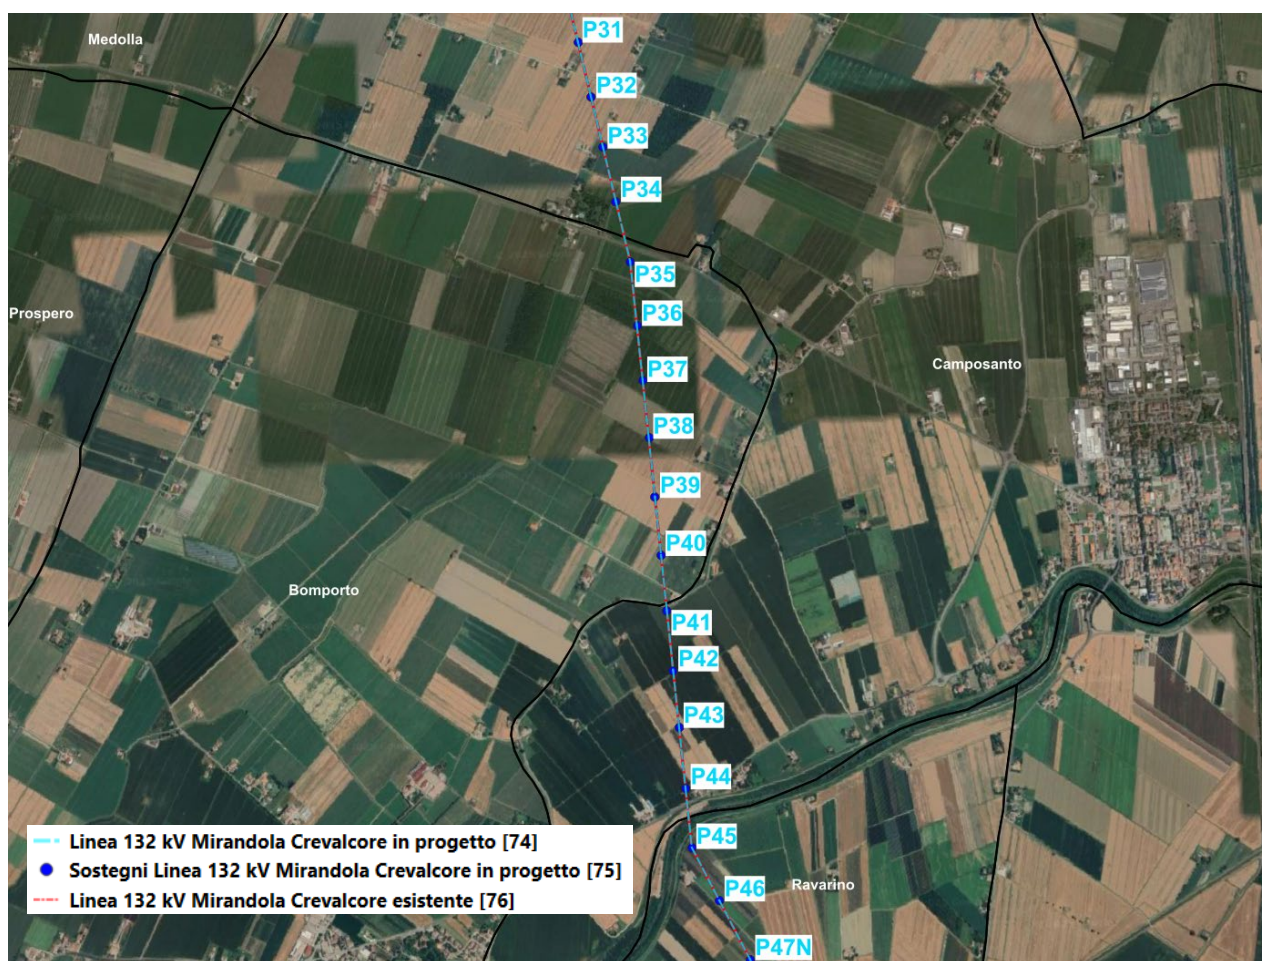 P31
Medolla
P32
P33
P34
P35
P36
Prospero
P37
Camposanto
P38
P39
P40
Bomporto
P41
P42
P43
P44
P45
Linea 132 kV Mirandola Crevalcore in progetto [74]
Sostegni Linea 132 kV Mirandola Crevalcore in progetto [75]
Linea 132 kV Mirandola Crevalcore esistente [76]
Ravarino
P46
P47N